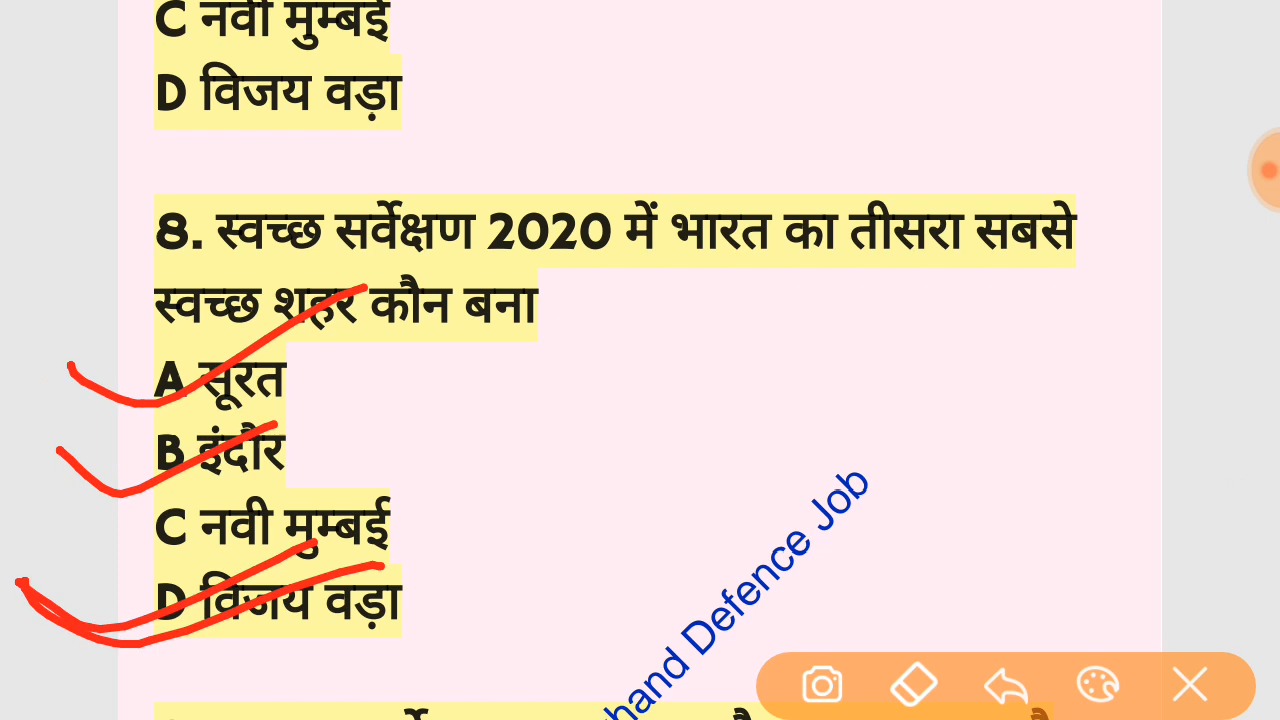 C नवी मुम्बई
D विजय वड़ा
8. स्वच्छ सर्वेक्षण 2020 में भारत का तीसरा सबसे
स्वच्छ शहर कौन बना
A सूरत
B इंदौर
C नवी मुम्बई
D विजय वड़ा
hand Defence Job